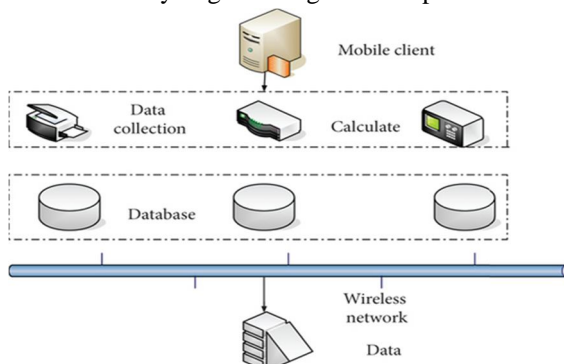 Mobile client
Data
collection
Calculate
Database
Wireless
network
Data